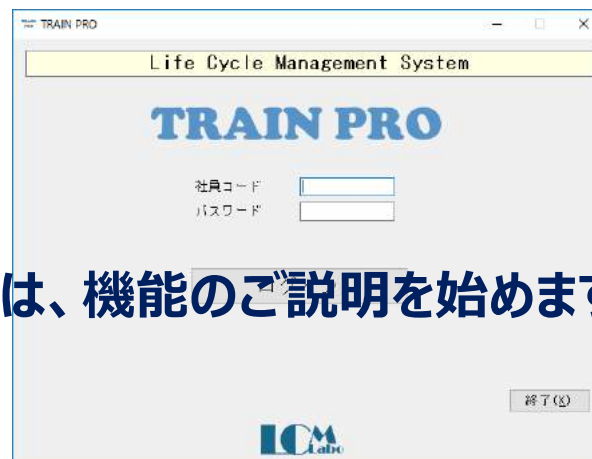 TRAIN PRO
Life Cycle Management System
TRAIN PRO
社員コード
パスワード
は、機能のご説明を始めます
終了(X)
LCM
Labo